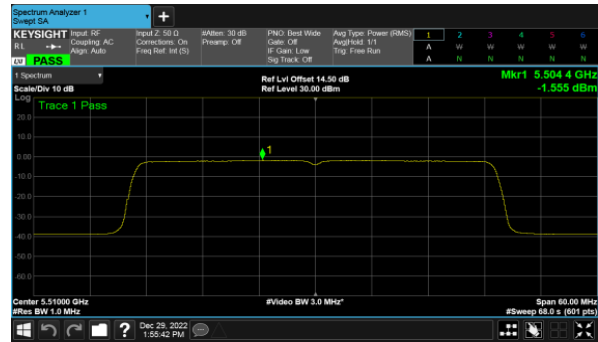 Spectrum Analyzer 1
Swept SA
KEYSIGHT Input: RF Input Z: 50 Ω #Atten: 30 dB PNO: Best Wide Avg Type: Power (RMS) 1 2 3 4 5 6
RL Coupling: AC Corrections: On Preamp: Off Gate: Off Avg|Hold: 1/1 A W W W W W
Align: Auto Freq Ref: Int (S) IF Gain: Low Trig: Free Run
LXI PASS Sig Track: Off A N N N N N
1 Spectrum Ref Lvl Offset 14.50 dB Mkr1 5.504 4 GHz
Scale/Div 10 dB Ref Level 30.00 dBm -1.555 dBm
Log
Trace 1 Pass
20.0
10.0
1
0.00
-10.0
-20.0
-30.0
-40.0
-50.0
-60.0
Center 5.51000 GHz #Video BW 3.0 MHz* Span 60.00 MHz
#Res BW 1.0 MHz #Sweep 68.0 s (601 pts)
? Dec 29, 2022
1:55:42 PM